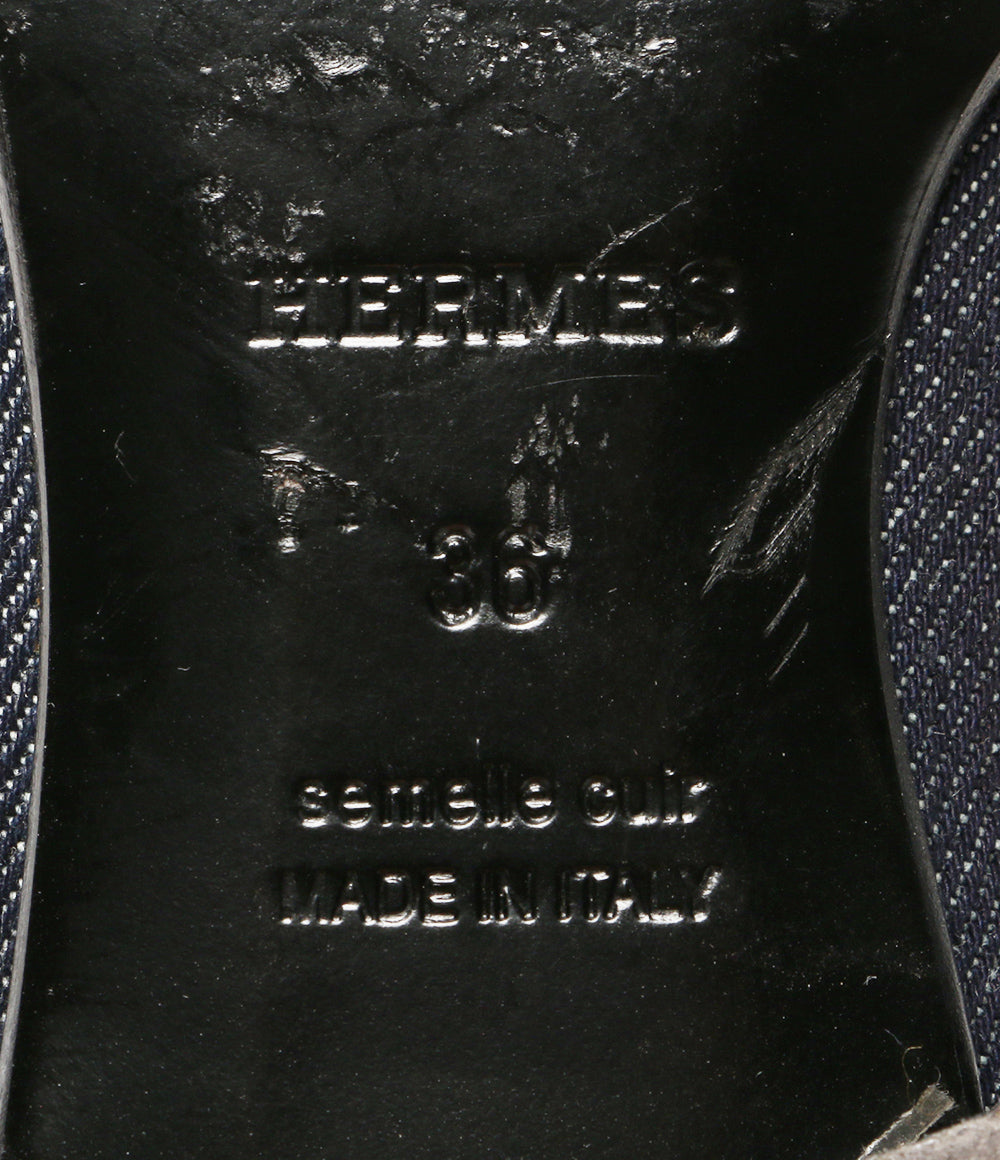 HERMES
36
semelle cuir
MADE IN ITALY